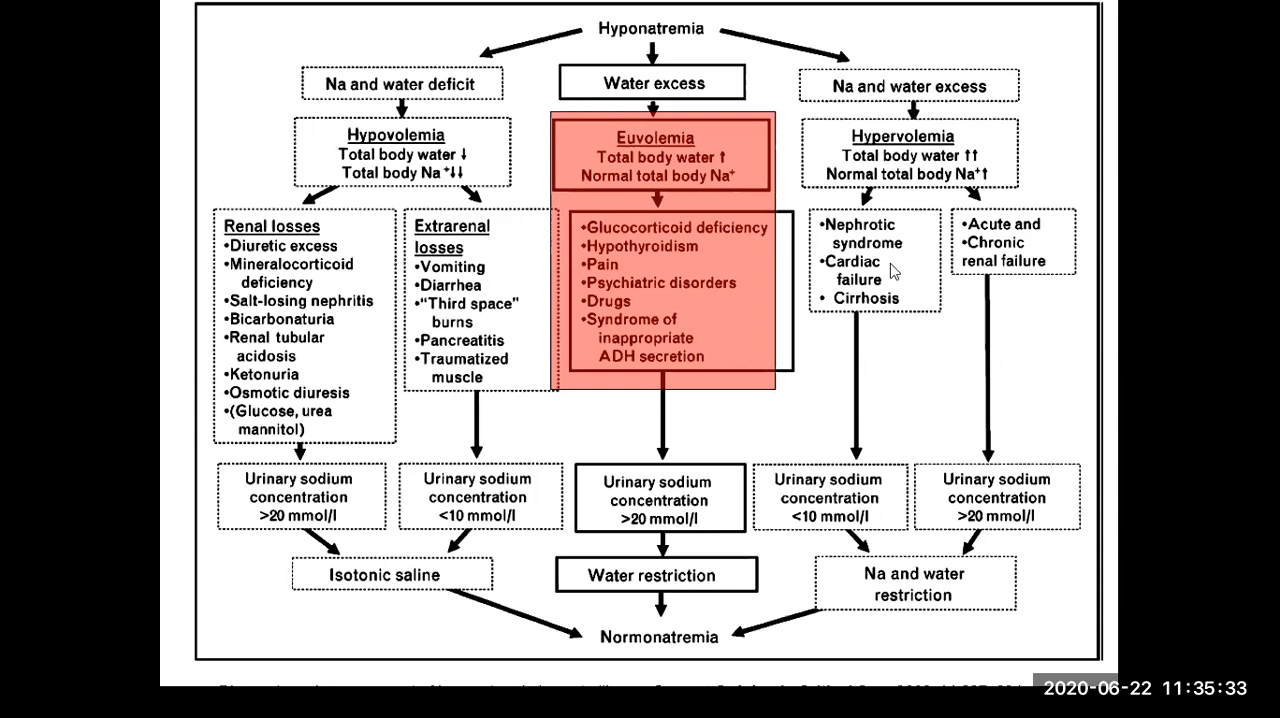 Hyponatremia
Na and water deficit
Water excess
Na and water excess
Hypovolemia
Total body water ↓
Total body Na⁺↓↓
Euvolemia
Total body water ↑
Normal total body Na⁺
Hypervolemia
Total body water ↑↑
Normal total body Na⁺↑
Renal losses
•Diuretic excess
•Mineralocorticoid
deficiency
•Salt-losing nephritis
•Bicarbonaturia
•Renal tubular
acidosis
•Ketonuria
•Osmotic diuresis
•(Glucose, urea
mannitol)
Extrarenal
losses
•Vomiting
•Diarrhea
•"Third space"
burns
•Pancreatitis
•Traumatized
muscle
•Glucocorticoid deficiency
•Hypothyroidism
•Pain
•Psychiatric disorders
•Drugs
•Syndrome of
inappropriate
ADH secretion
•Nephrotic
syndrome
•Cardiac
failure
• Cirrhosis
•Acute and
•Chronic
renal failure
Urinary sodium
concentration
>20 mmol/l
Urinary sodium
concentration
<10 mmol/l
Urinary sodium
concentration
>20 mmol/l
Urinary sodium
concentration
<10 mmol/l
Urinary sodium
concentration
>20 mmol/l
Isotonic saline
Water restriction
Na and water
restriction
Normonatremia
2020-06-22 11:35:33